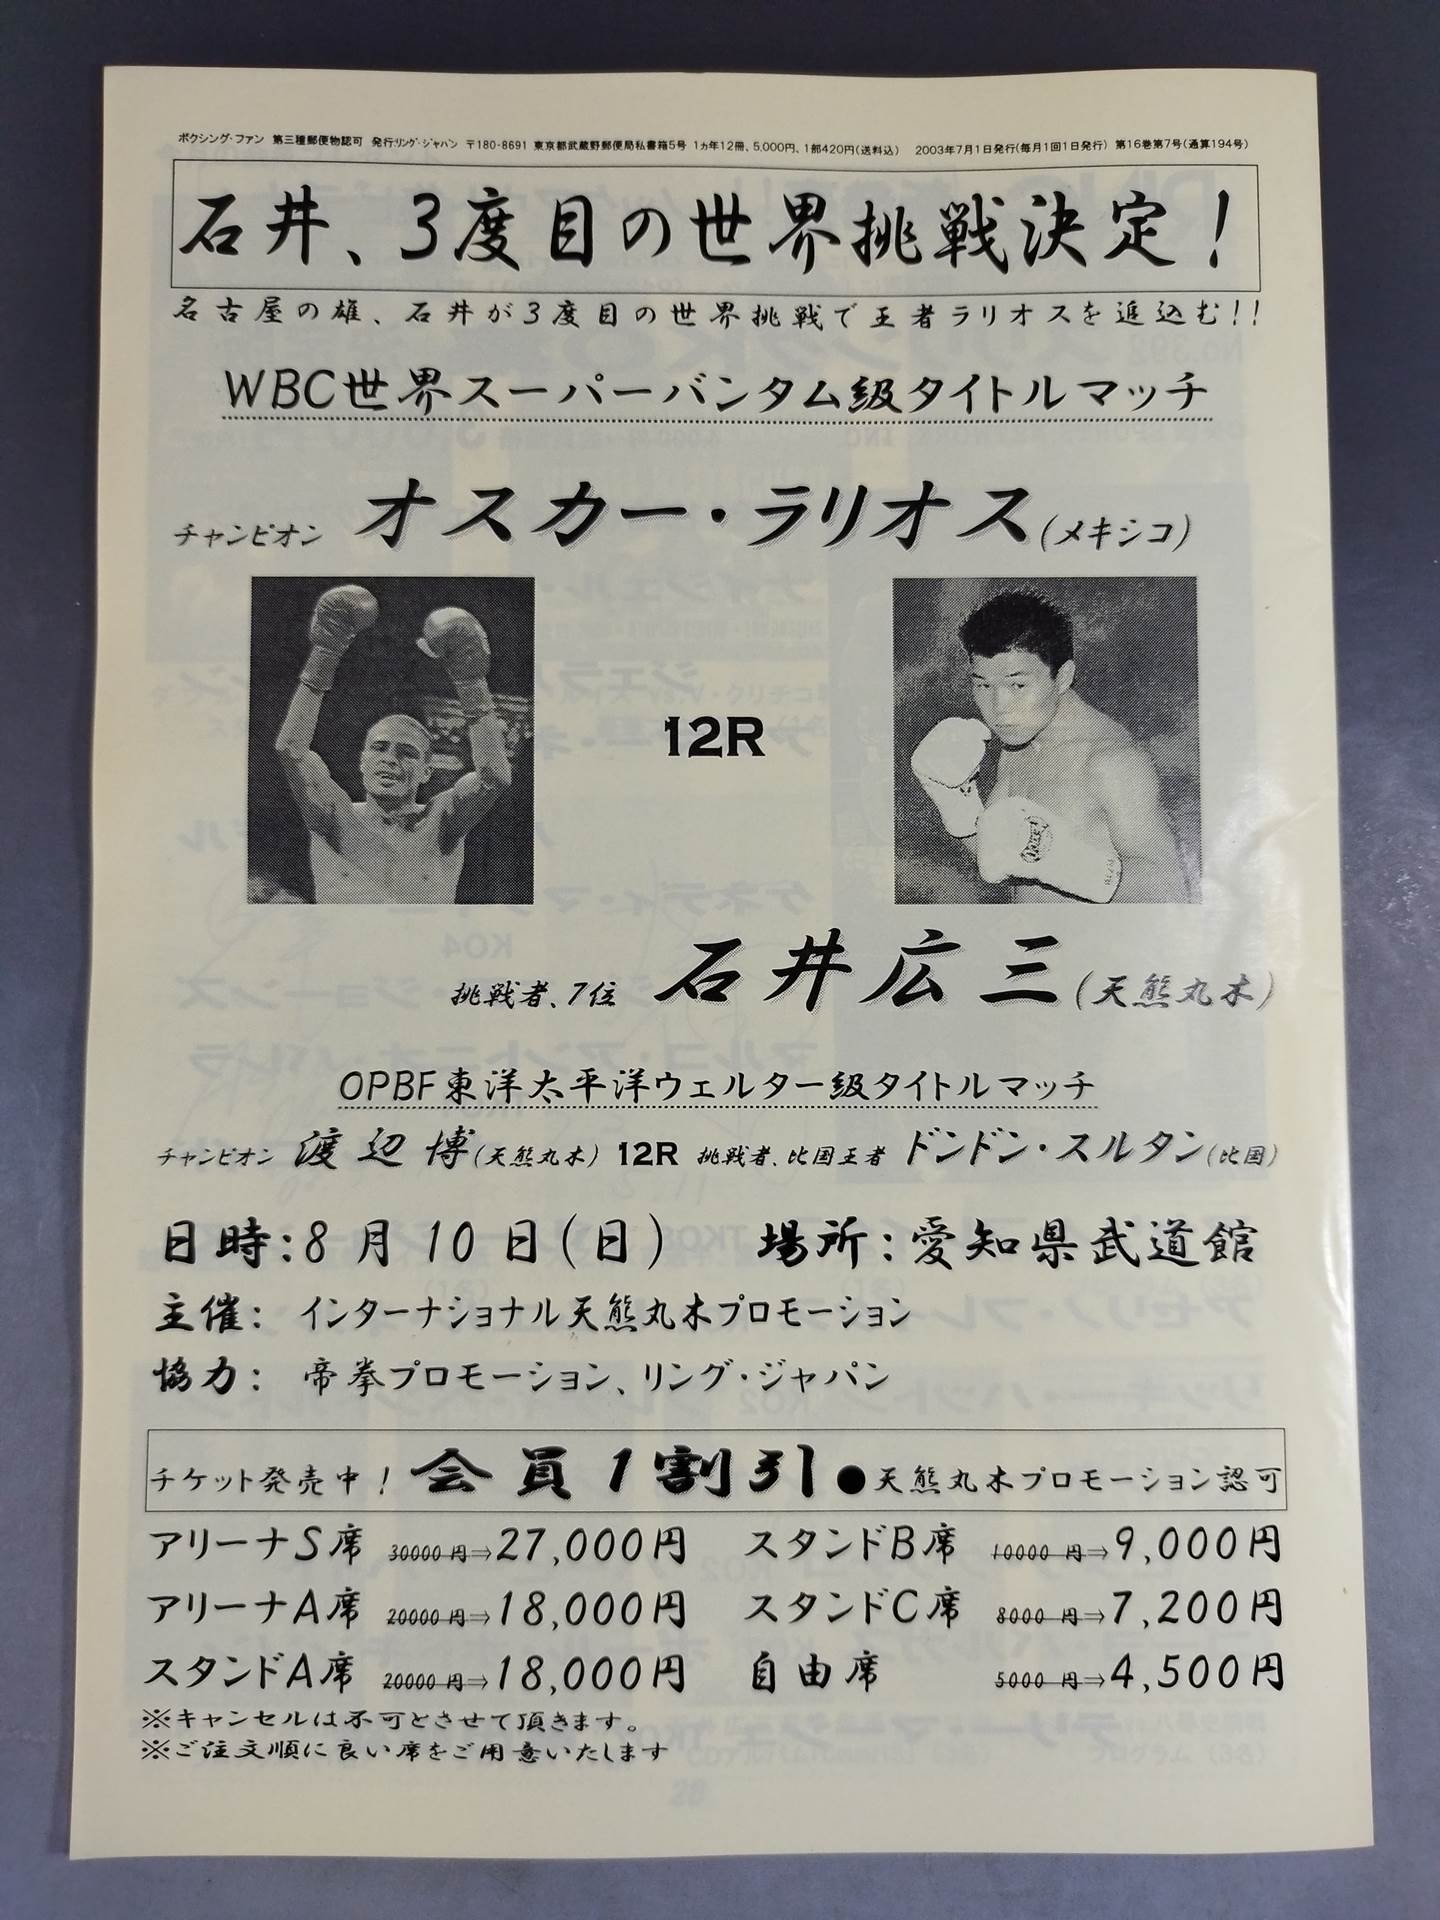 ボクシング・ファン 第三種郵便物認可 発行:リング・ジャパン 〒180-8691 東京都武蔵野郵便局私書箱5号 1ヵ年12冊、5,000円、1部420円(送料込) 2003年7月1日発行(毎月1回1日発行) 第16巻第7号(通算194号)
石井、3度目の世界挑戦決定!
名古屋の雄、石井が3度目の世界挑戦で王者ラリオスを追込む!!
WBC世界スーパーバンタム級タイトルマッチ
チャンピオン オスカー・ラリオス(メキシコ)
12R
挑戦者、7位 石井広三(天熊丸木)
OPBF東洋太平洋ウェルター級タイトルマッチ
チャンピオン 渡辺博(天熊丸木) 12R 挑戦者、比国王者 ドンドン・スルタン(比国)
日時:8月10日(日) 場所:愛知県武道館
主催: インターナショナル天熊丸木プロモーション
協力: 帝拳プロモーション、リング・ジャパン
チケット発売中! 会員1割引●天熊丸木プロモーション認可
アリーナS席 30000円⇒27,000円 スタンドB席 10000円⇒9,000円
アリーナA席 20000円⇒18,000円 スタンドC席 8000円⇒7,200円
スタンドA席 20000円⇒18,000円 自由席 5000円⇒4,500円
※キャンセルは不可とさせて頂きます。
※ご注文順に良い席をご用意いたします